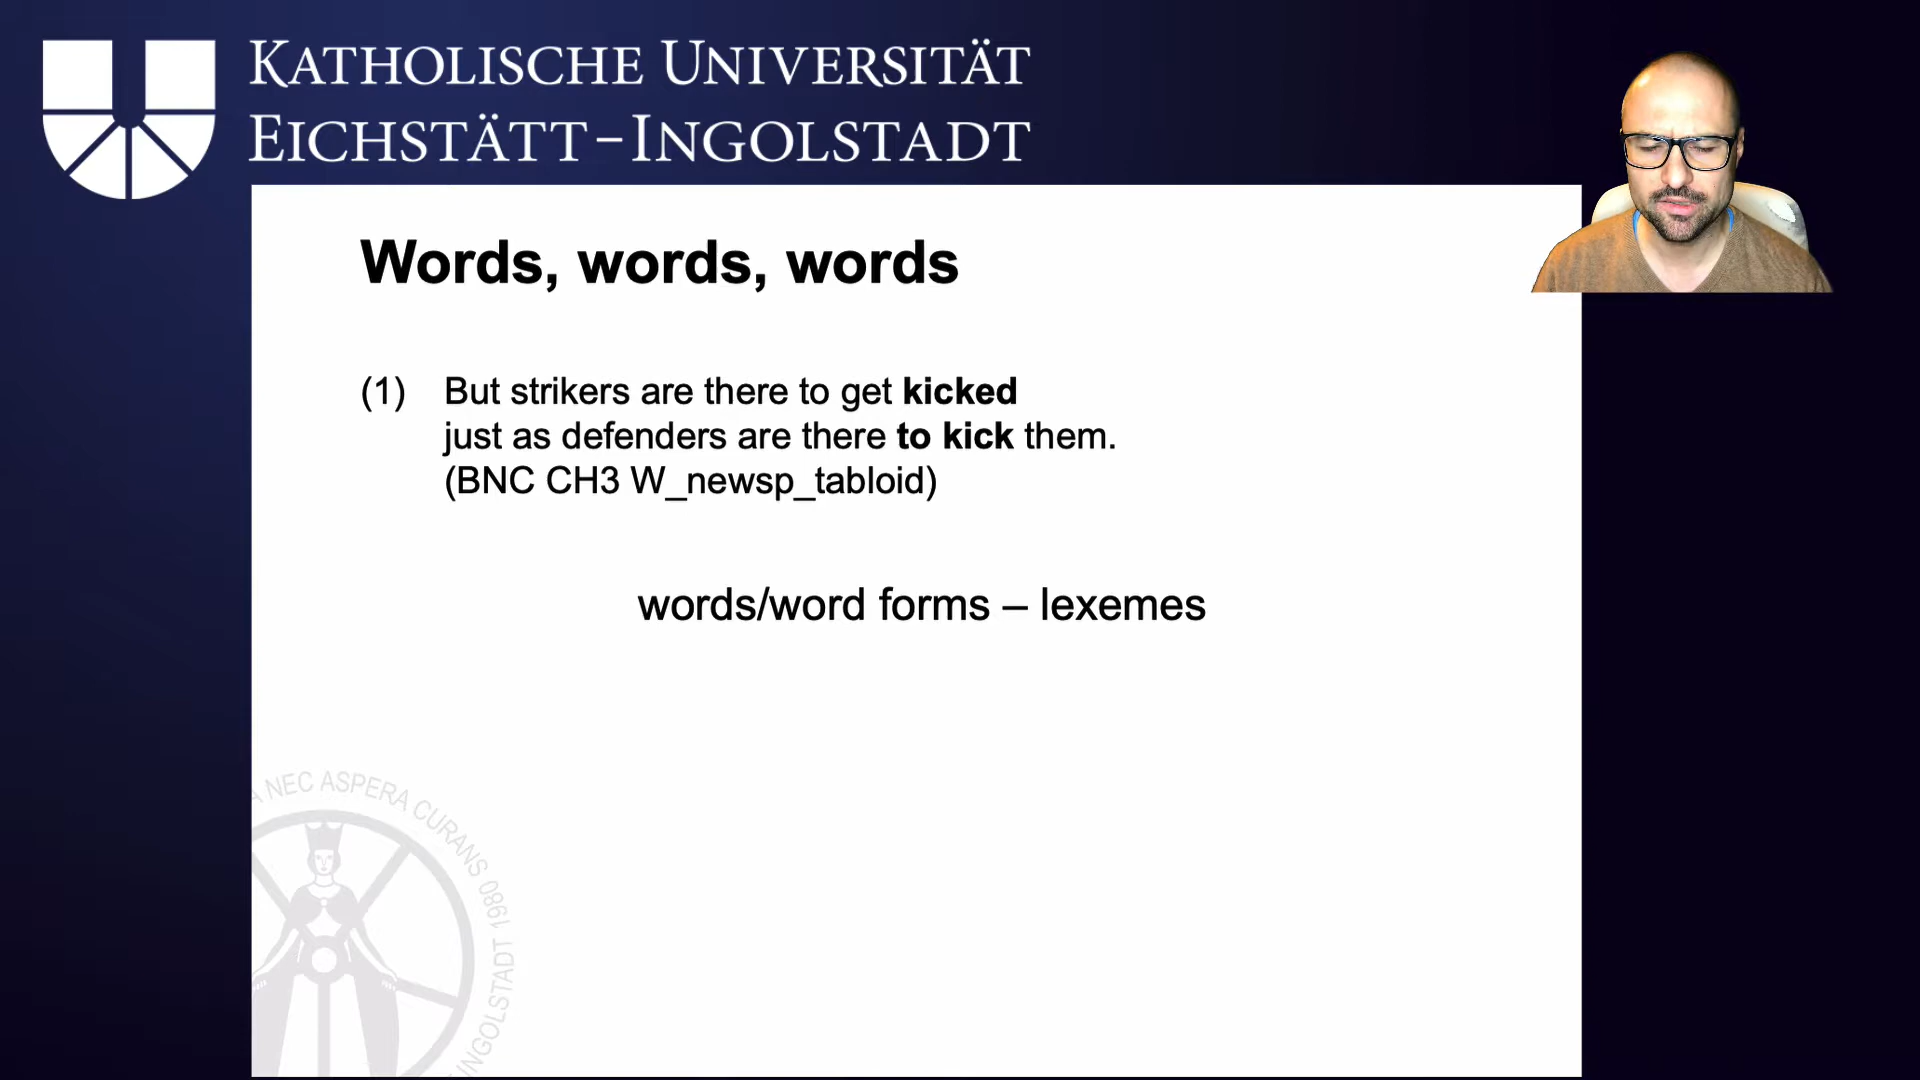 KATHOLISCHE UNIVERSITÄT
EICHSTÄTT-INGOLSTADT
Words, words, words
(1) But strikers are there to get kicked
just as defenders are there to kick them.
(BNC CH3 W_newsp_tabloid)
words/word forms – lexemes
A NEC ASPERA CURANS 1980
INGOLSTADT